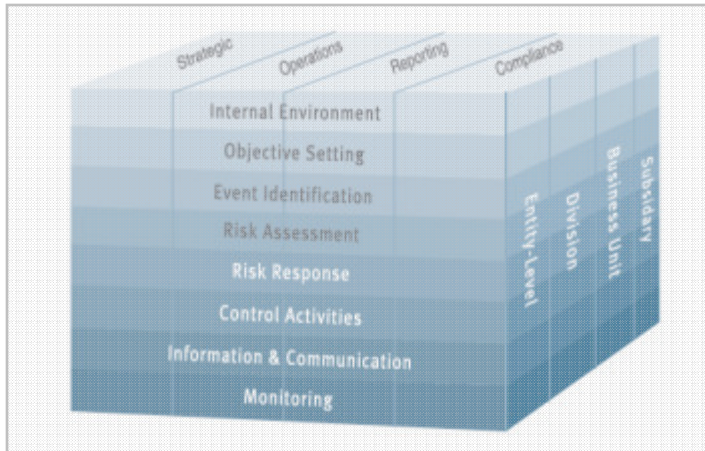 Strategic
Operations
Reporting
Compliance
Internal Environment
Objective Setting
Event Identification
Risk Assessment
Risk Response
Control Activities
Information & Communication
Monitoring
Entity-Level
Division
Business Unit
Subsidary